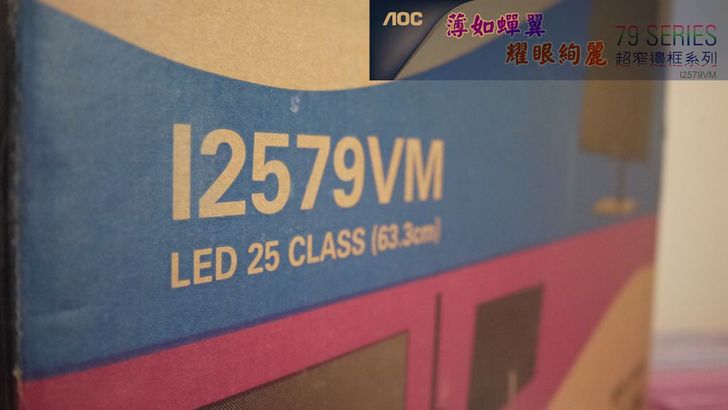 AOC
薄如蟬翼
耀眼絢麗
79 SERIES
超窄邊框系列
I2579VM
I2579VM
LED 25 CLASS (63.3cm)